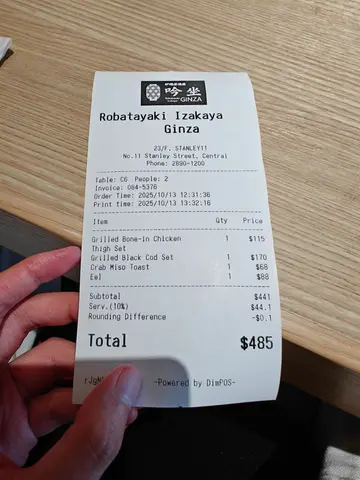 吟坐
GINZA
Robatayaki Izakaya
Ginza
23/F. STANLEY11
No.11 Stanley Street, Central
Phone: 2890-1200
Table: C6 People: 2
Invoice: 084-5376
Order Time: 2025/10/13 12:31:36
Print time: 2025/10/13 13:32:16
Item Qty Price
Grilled Bone-in Chicken 1 $115
Thigh Set
Grilled Black Cod Set 1 $170
Crab Miso Toast 1 $68
Eel 1 $88
Subtotal $441
Serv.(10%) $44.1
Rounding Difference -$0.1
Total $485
-Powered by DimPOS-